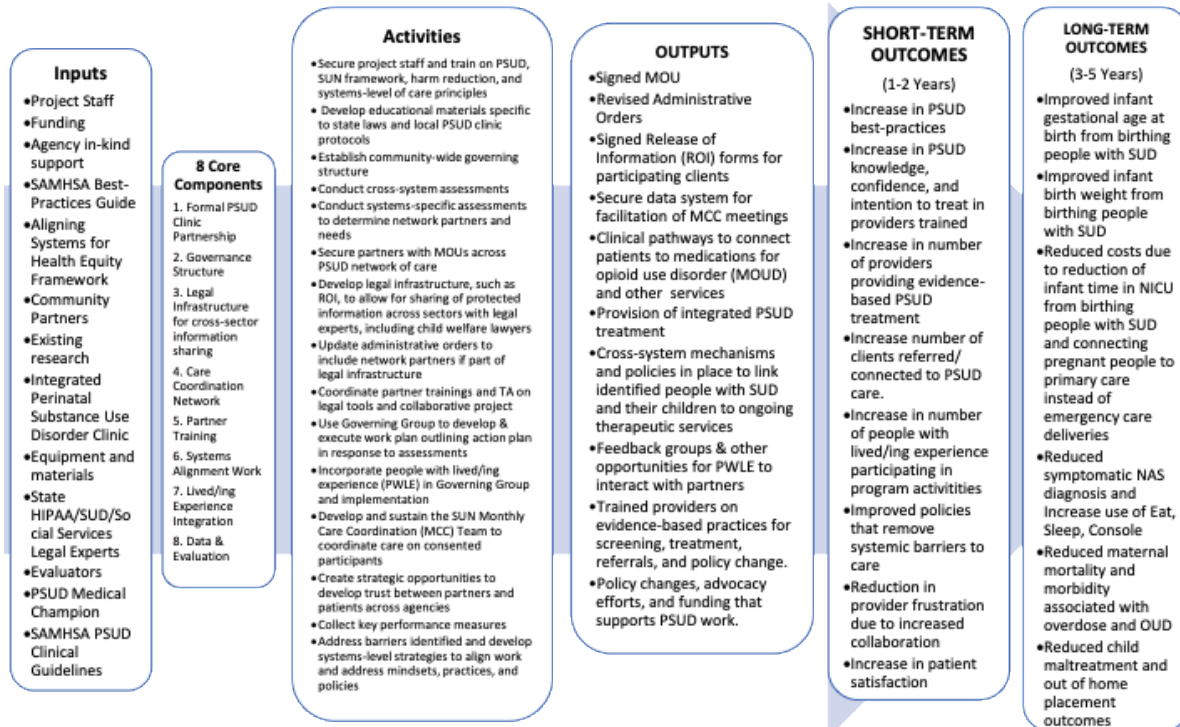 Inputs
•Project Staff
•Funding
•Agency in-kind
support
•SAMHSA Best-
Practices Guide
•Aligning
Systems for
Health Equity
Framework
•Community
Partners
•Existing
research
•Integrated
Perinatal
Substance Use
Disorder Clinic
•Equipment and
materials
•State
HIPAA/SUD/So
cial Services
Legal Experts
•Evaluators
•PSUD Medical
Champion
•SAMHSA PSUD
Clinical
Guidelines
8 Core
Components
1. Formal PSUD
Clinic
Partnership
2. Governance
Structure
3. Legal
Infrastructure
for cross-sector
information
sharing
4. Care
Coordination
Network
5. Partner
Training
6. Systems
Alignment Work
7. Lived/ing
Experience
Integration
8. Data &
Evaluation
Activities
•Secure project staff and train on PSUD,
SUN framework, harm reduction, and
systems-level of care principles
• Develop educational materials specific
to state laws and local PSUD clinic
protocols
•Establish community-wide governing
structure
•Conduct cross-system assessments
•Conduct systems-specific assessments
to determine network partners and
needs
•Secure partners with MOUs across
PSUD network of care
•Develop legal infrastructure, such as
ROI, to allow for sharing of protected
information across sectors with legal
experts, including child welfare lawyers
•Update administrative orders to
include network partners if part of
legal infrastructure
•Coordinate partner trainings and TA on
legal tools and collaborative project
•Use Governing Group to develop &
execute work plan outlining action plan
in response to assessments
•Incorporate people with lived/ing
experience (PWLE) in Governing Group
and implementation
•Develop and sustain the SUN Monthly
Care Coordination (MCC) Team to
coordinate care on consented
participants
•Create strategic opportunities to
develop trust between partners and
patients across agencies
•Collect key performance measures
•Address barriers identified and develop
systems-level strategies to align work
and address mindsets, practices, and
policies
OUTPUTS
•Signed MOU
•Revised Administrative
Orders
•Signed Release of
Information (ROI) forms for
participating clients
•Secure data system for
facilitation of MCC meetings
•Clinical pathways to connect
patients to medications for
opioid use disorder (MOUD)
and other services
•Provision of integrated PSUD
treatment
•Cross-system mechanisms
and policies in place to link
identified people with SUD
and their children to ongoing
therapeutic services
•Feedback groups & other
opportunities for PWLE to
interact with partners
•Trained providers on
evidence-based practices for
screening, treatment,
referrals, and policy change.
•Policy changes, advocacy
efforts, and funding that
supports PSUD work.
SHORT-TERM
OUTCOMES
(1-2 Years)
•Increase in PSUD
best-practices
•Increase in PSUD
knowledge,
confidence, and
intention to treat in
providers trained
•Increase in number
of providers
providing evidence-
based PSUD
treatment
•Increase number of
clients referred/
connected to PSUD
care.
•Increase in number
of people with
lived/ing experience
participating in
program activitities
•Improved policies
that remove
systemic barriers to
care
•Reduction in
provider frustration
due to increased
collaboration
•Increase in patient
satisfaction
LONG-TERM
OUTCOMES
(3-5 Years)
•Improved infant
gestational age at
birth from birthing
people with SUD
•Improved infant
birth weight from
birthing people
with SUD
•Reduced costs due
to reduction of
infant time in NICU
from birthing
people with SUD
and connecting
pregnant people to
primary care
instead of
emergency care
deliveries
•Reduced
symptomatic NAS
diagnosis and
Increase use of Eat,
Sleep, Console
•Reduced maternal
mortality and
morbidity
associated with
overdose and OUD
•Reduced child
maltreatment and
out of home
placement
outcomes